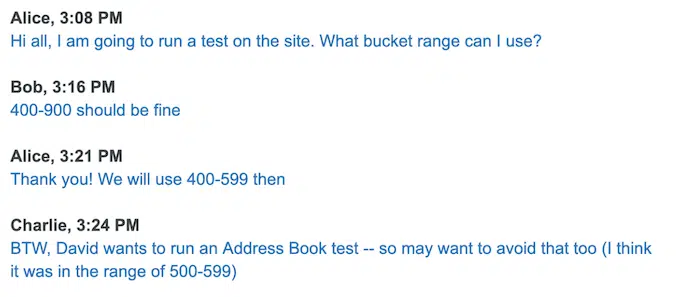 Alice, 3:08 PM
Hi all, I am going to run a test on the site. What bucket range can I use?
Bob, 3:16 PM
400-900 should be fine
Alice, 3:21 PM
Thank you! We will use 400-599 then
Charlie, 3:24 PM
BTW, David wants to run an Address Book test -- so may want to avoid that too (I think
it was in the range of 500-599)